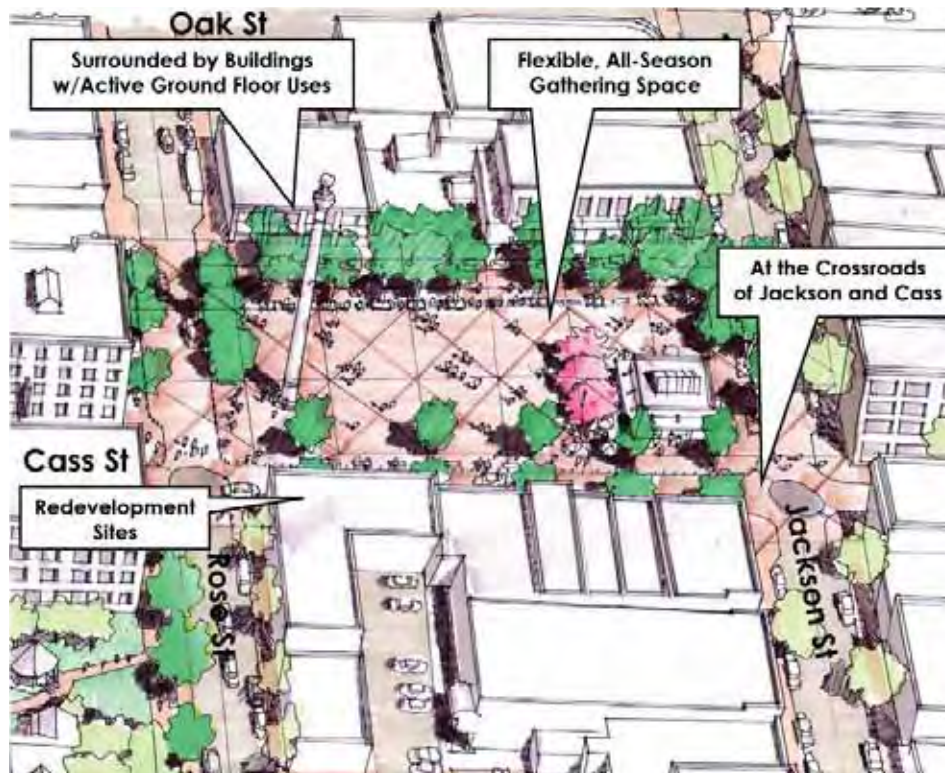 Oak St
Surrounded by Buildings
w/Active Ground Floor Uses
Flexible, All-Season
Gathering Space
At the Crossroads
of Jackson and Cass
Cass St
Redevelopment
Sites
Rose St
Jackson St